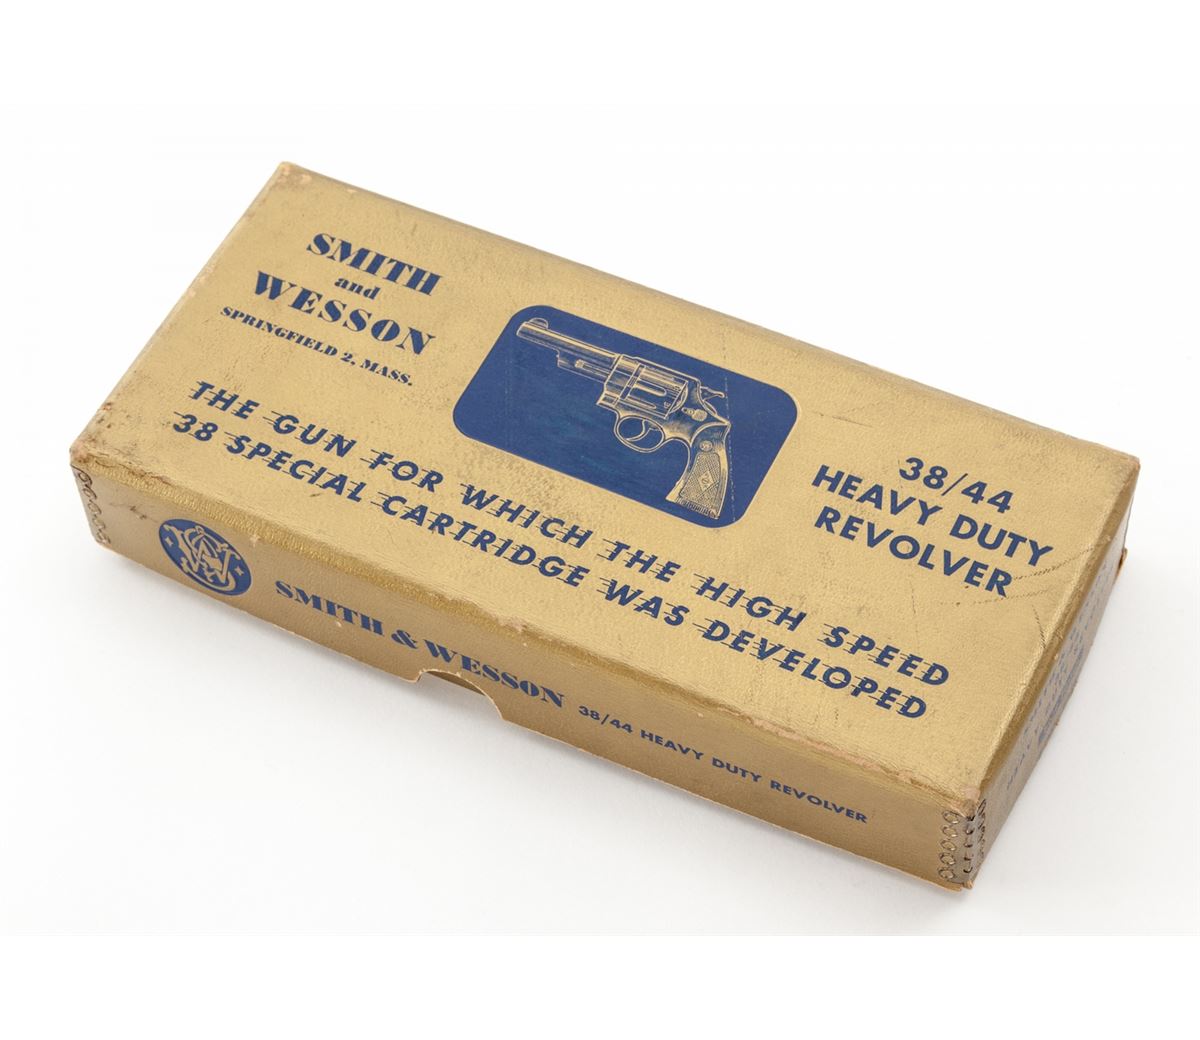 SMITH
and
WESSON
SPRINGFIELD 2, MASS.
THE GUN FOR WHICH THE HIGH SPEED
38 SPECIAL CARTRIDGE WAS DEVELOPED
38/44
HEAVY DUTY
REVOLVER
SMITH & WESSON 38/44 HEAVY DUTY REVOLVER